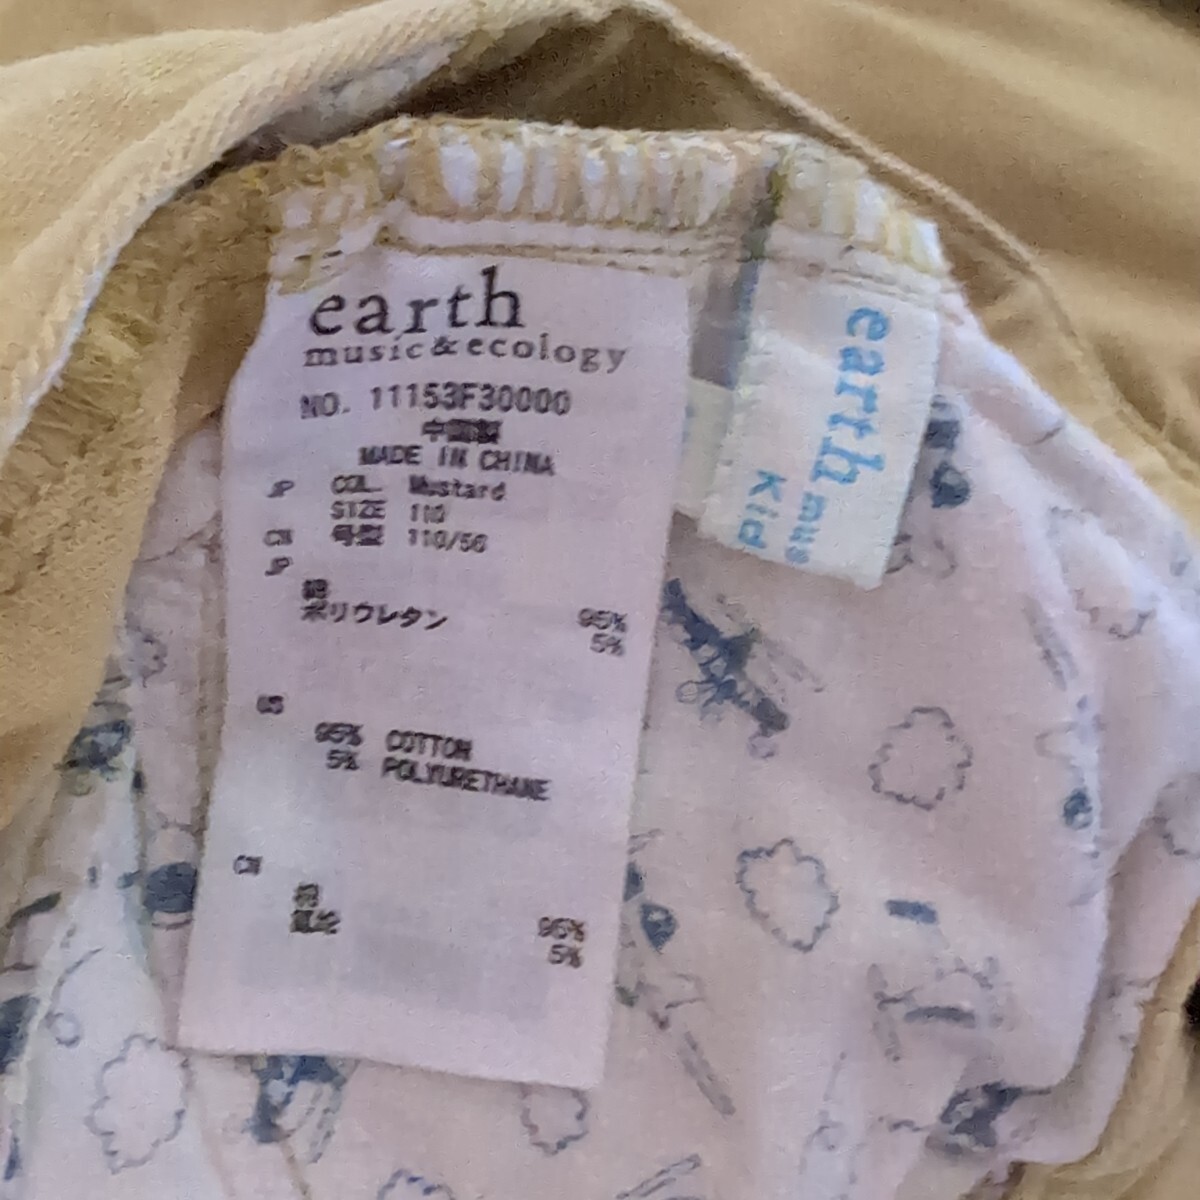 earth
music&ecology
NO. 11153F30000
中国製
MADE IN CHINA
JP COL. Mustard
SIZE 110
CN 号型 110/56
JP
綿 95%
ポリウレタン 5%
GS
95% COTTON
5% POLYURETHANE
CN
棉 95%
氨纶 5%
earth
mus
Kid